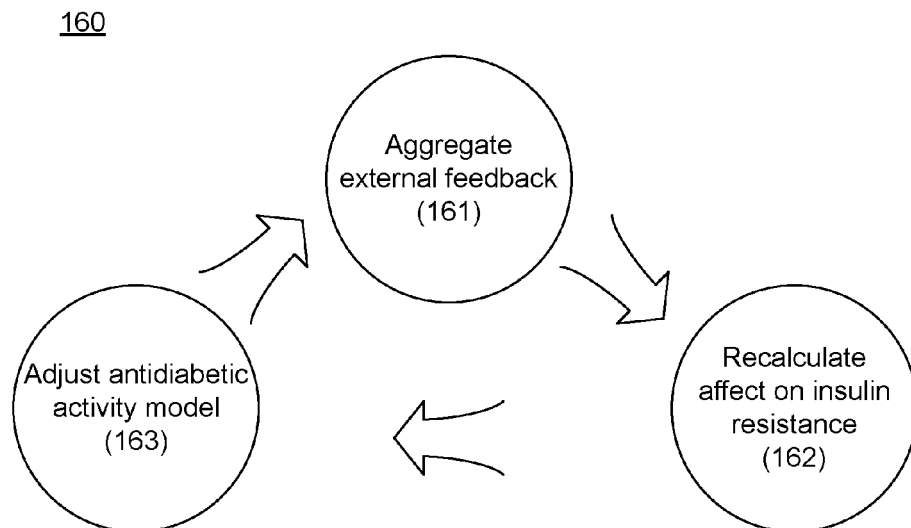 160
Aggregate
external feedback
(161)
Recalculate
affect on insulin
resistance
(162)
Adjust antidiabetic
activity model
(163)